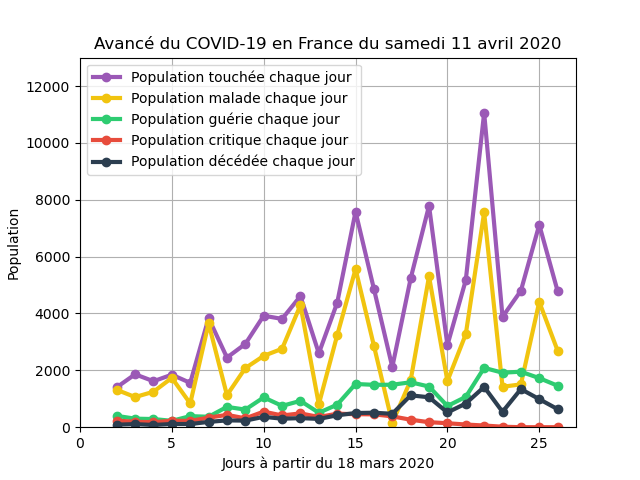 Avancé du COVID-19 en France du samedi 11 avril 2020
Population touchée chaque jour
Population malade chaque jour
Population guérie chaque jour
Population critique chaque jour
Population décédée chaque jour
Population
12000
10000
8000
6000
4000
2000
0
0 5 10 15 20 25
Jours à partir du 18 mars 2020